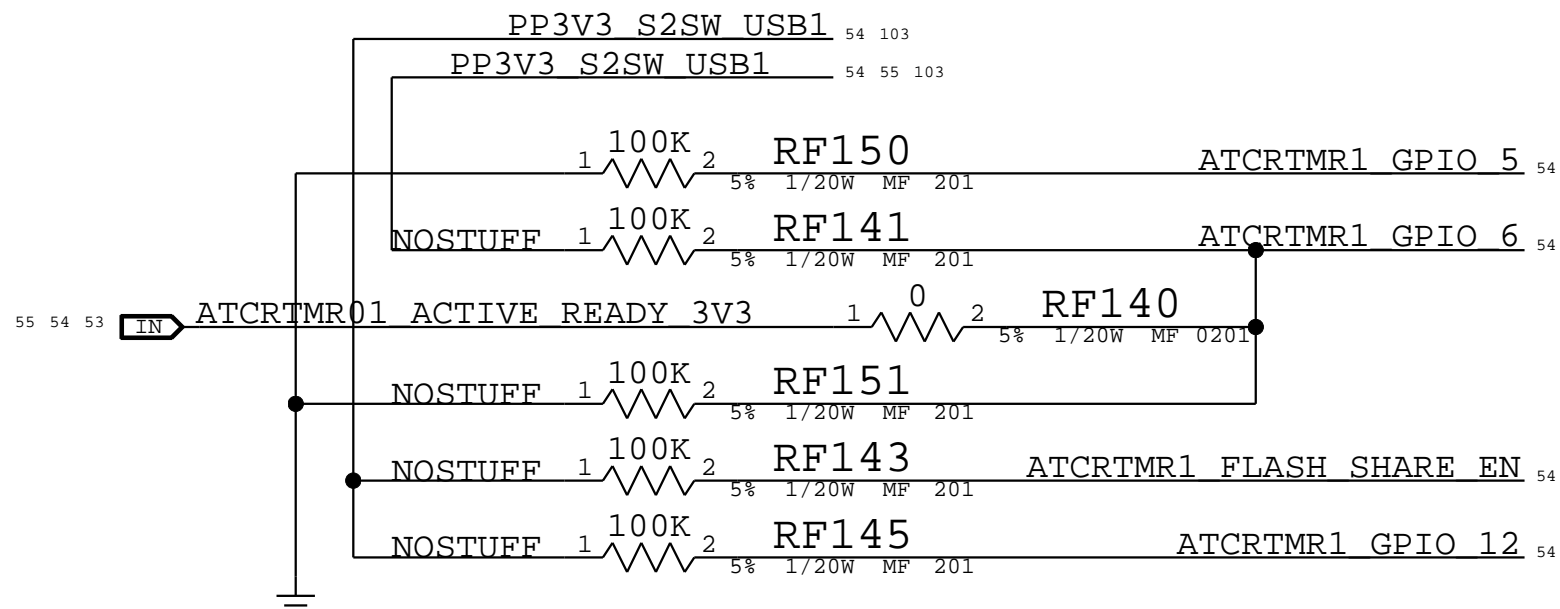 PP3V3_S2SW_USB1 54 103
PP3V3_S2SW_USB1 54 55 103
1 100K 2 RF150 ATCRTMR1_GPIO_5 54
5% 1/20W MF 201
NOSTUFF 1 100K 2 RF141 ATCRTMR1_GPIO_6 54
5% 1/20W MF 201
55 54 53 IN ATCRTMR01_ACTIVE_READY_3V3 1 0 2 RF140
5% 1/20W MF 0201
NOSTUFF 1 100K 2 RF151
5% 1/20W MF 201
NOSTUFF 1 100K 2 RF143 ATCRTMR1_FLASH_SHARE_EN 54
5% 1/20W MF 201
NOSTUFF 1 100K 2 RF145 ATCRTMR1_GPIO_12 54
5% 1/20W MF 201